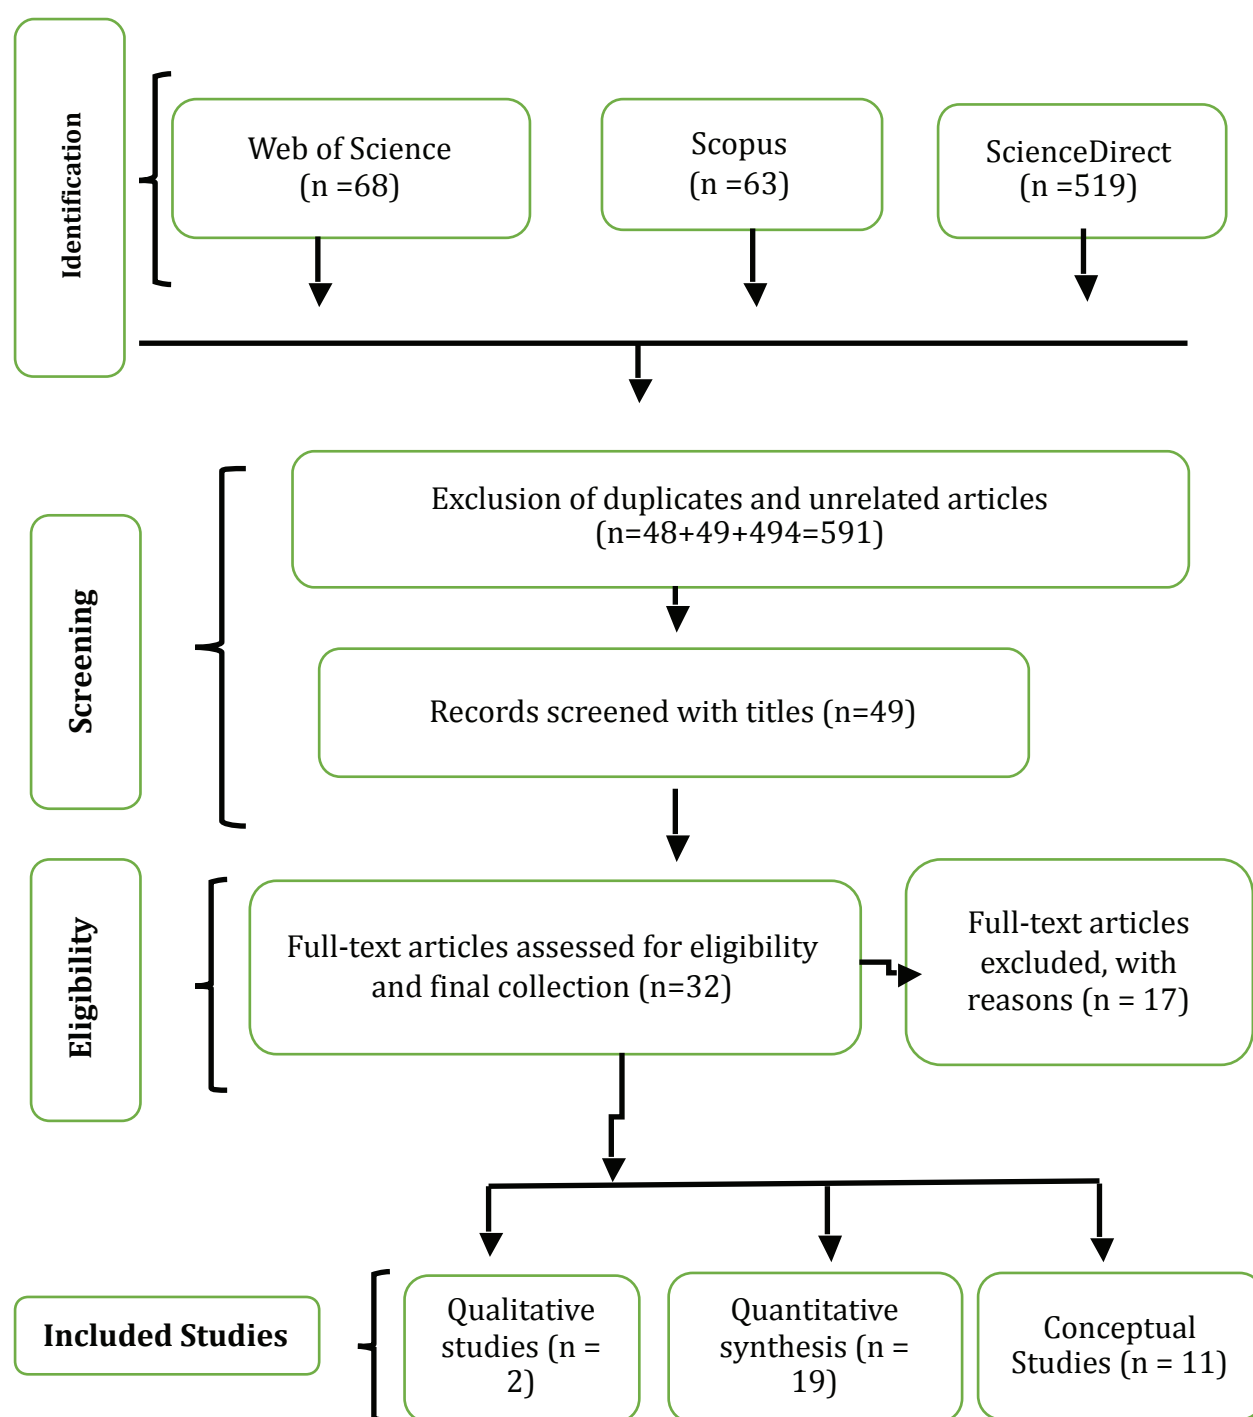 Identification
Web of Science
(n =68)
Scopus
(n =63)
ScienceDirect
(n =519)
Screening
Exclusion of duplicates and unrelated articles
(n=48+49+494=591)
Records screened with titles (n=49)
Eligibility
Full-text articles assessed for eligibility
and final collection (n=32)
Full-text articles
excluded, with
reasons (n = 17)
Included Studies
Qualitative
studies (n =
2)
Quantitative
synthesis (n =
19)
Conceptual
Studies (n = 11)